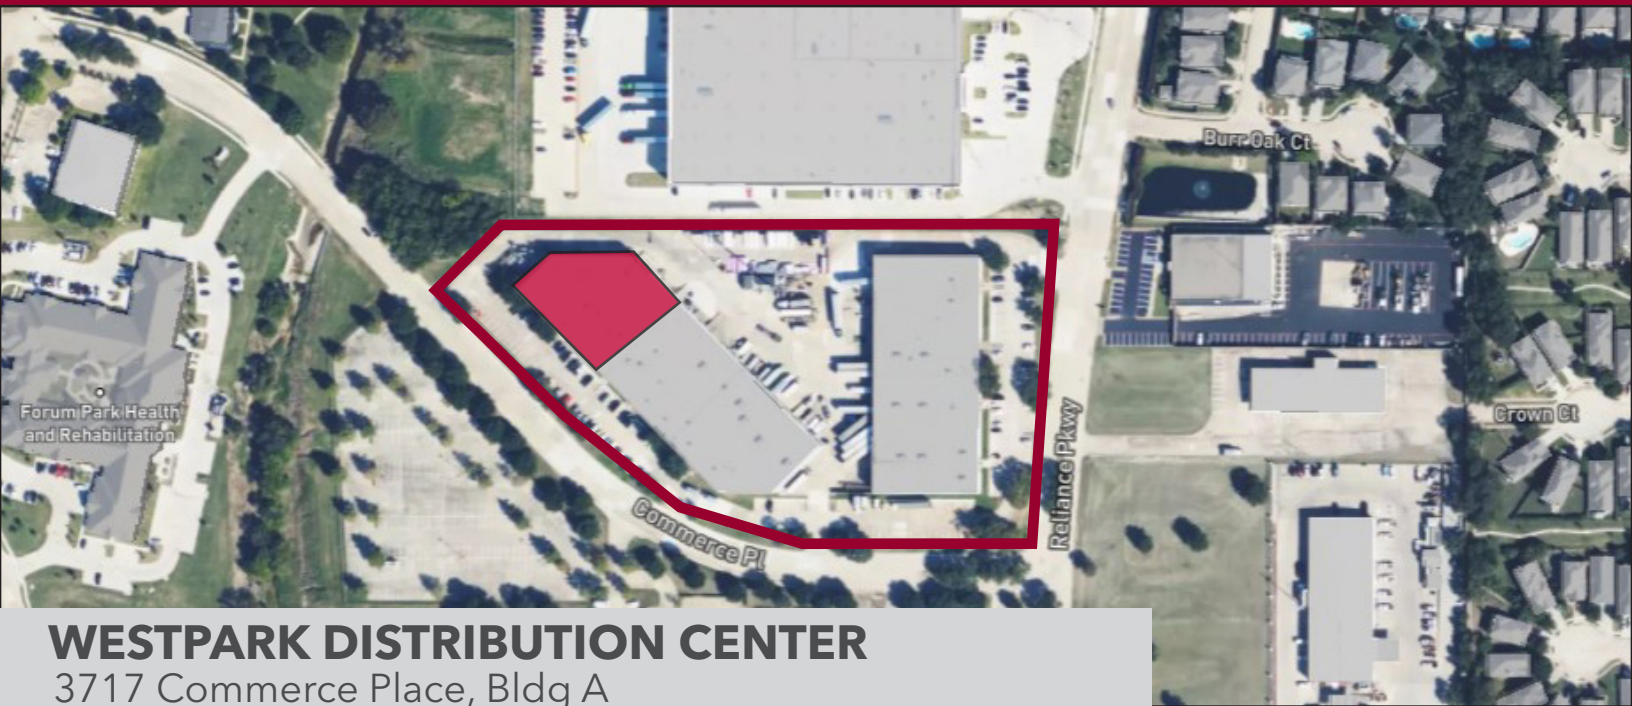 Burr Oak Ct
Forum Park Health
and Rehabilitation
Crown Ct
Reliance Pkwy
Commerce Pl
WESTPARK DISTRIBUTION CENTER
3717 Commerce Place, Bldg A